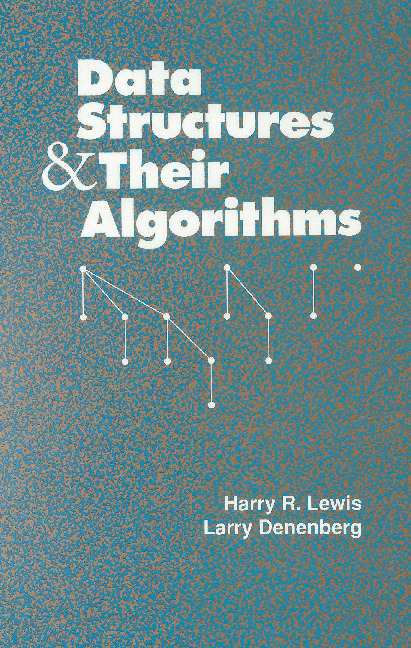 Data
Structures
& Their
Algorithms
Harry R. Lewis
Larry Denenberg